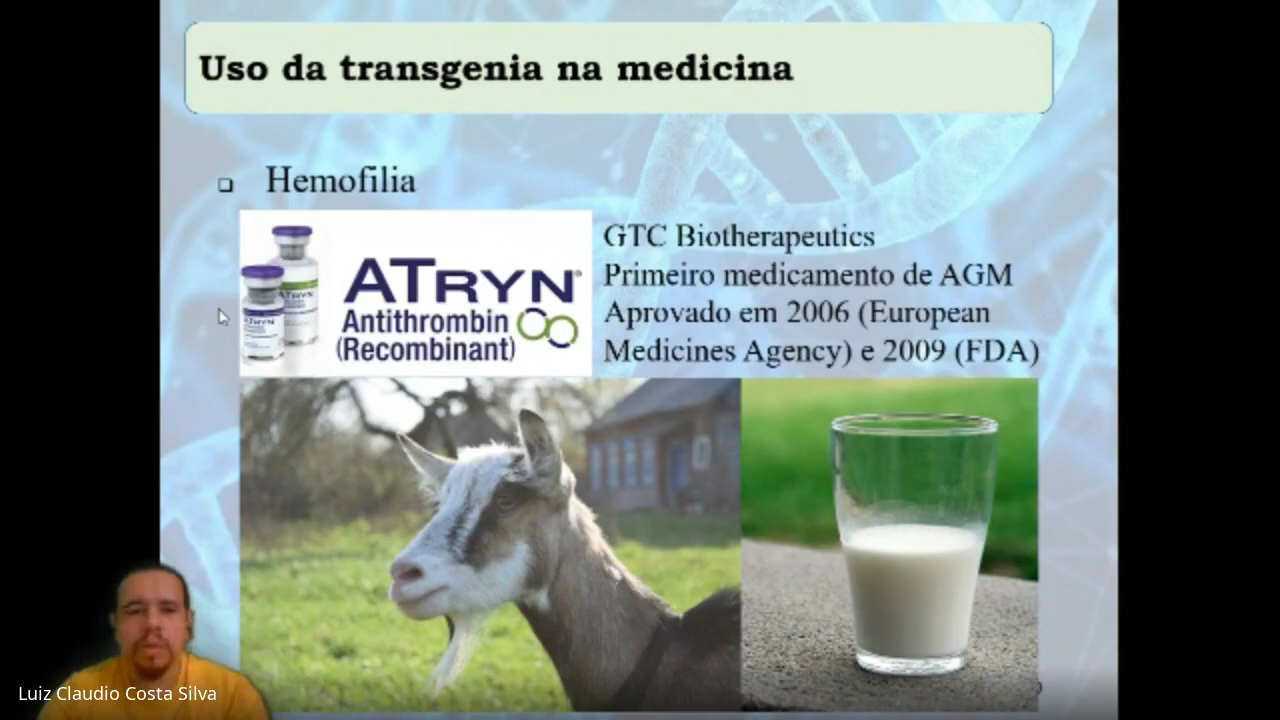 Uso da transgenia na medicina
Hemofilia
ATRYN®
Antithrombin
(Recombinant)
GTC Biotherapeutics
Primeiro medicamento de AGM
Aprovado em 2006 (European
Medicines Agency) e 2009 (FDA)
Luiz Claudio Costa Silva